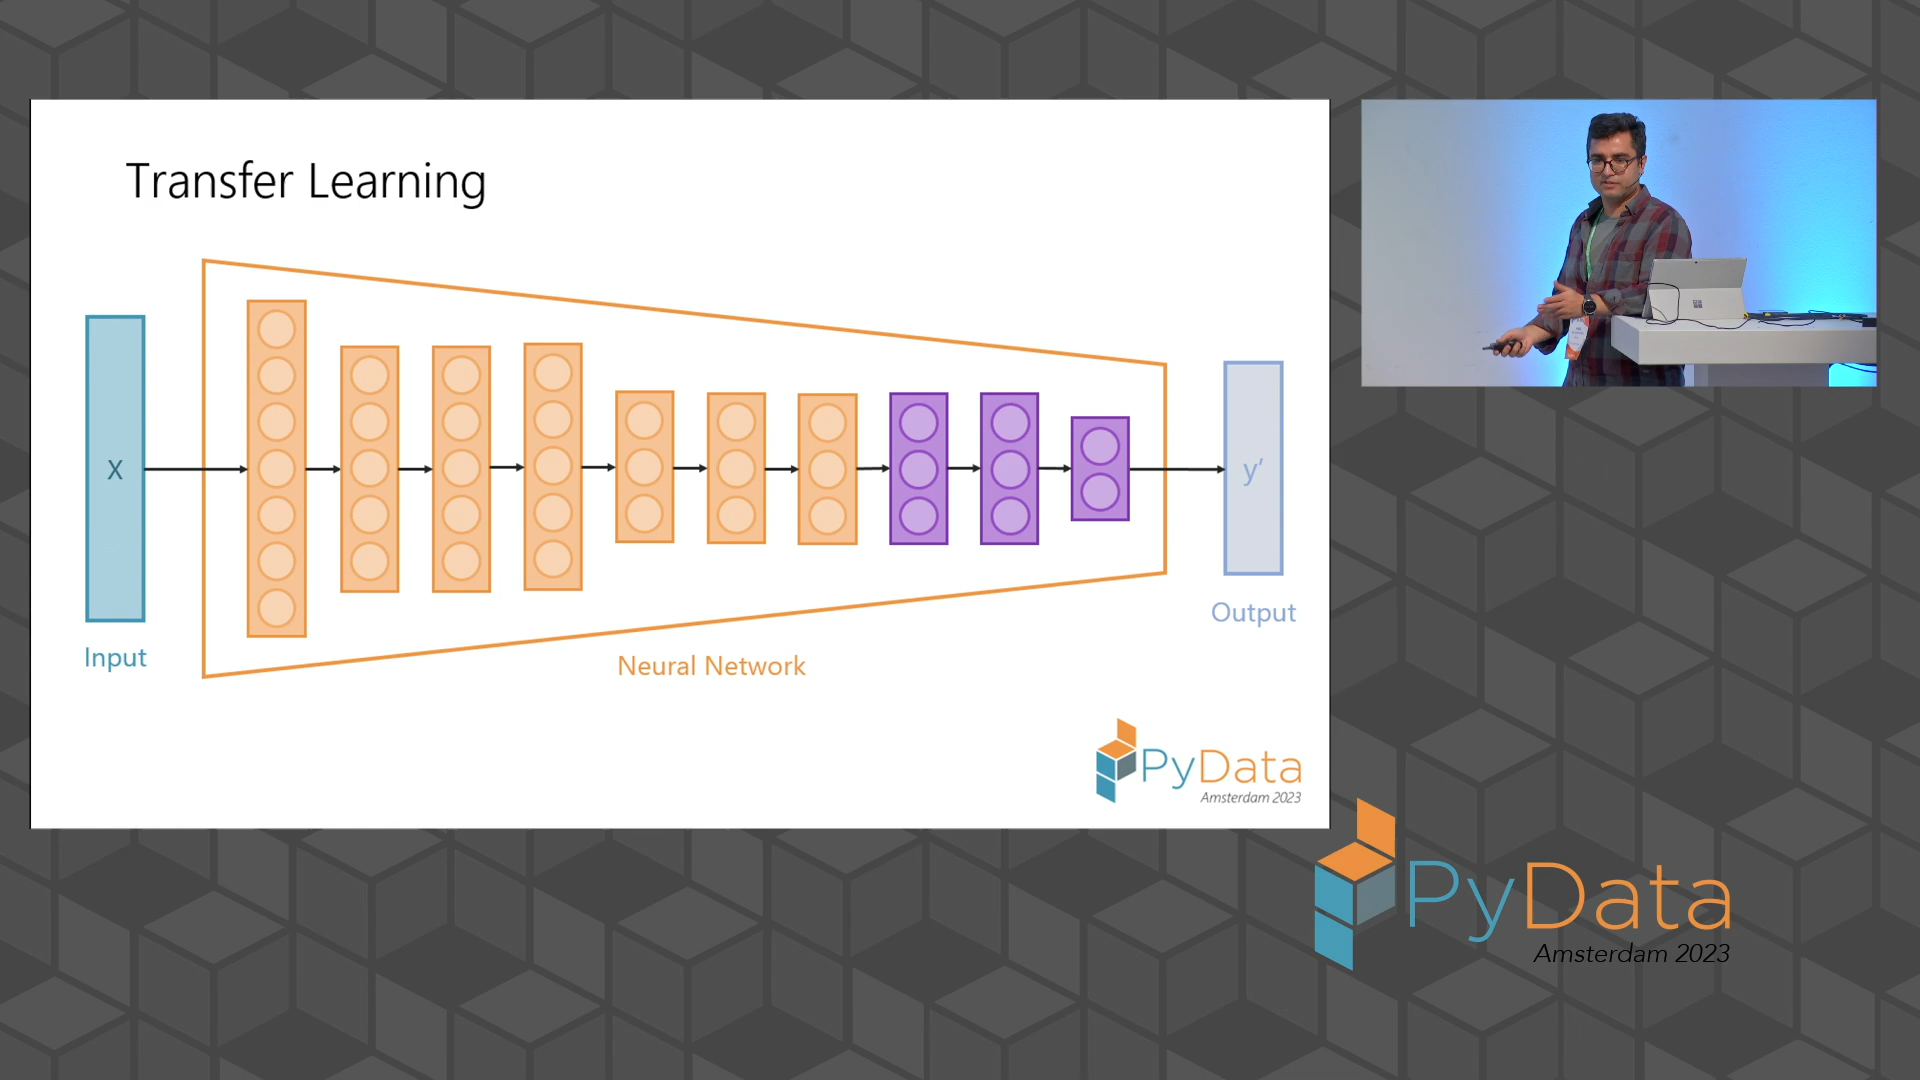 Transfer Learning
X
y'
Input
Output
Neural Network
PyData
Amsterdam 2023
PyData
Amsterdam 2023